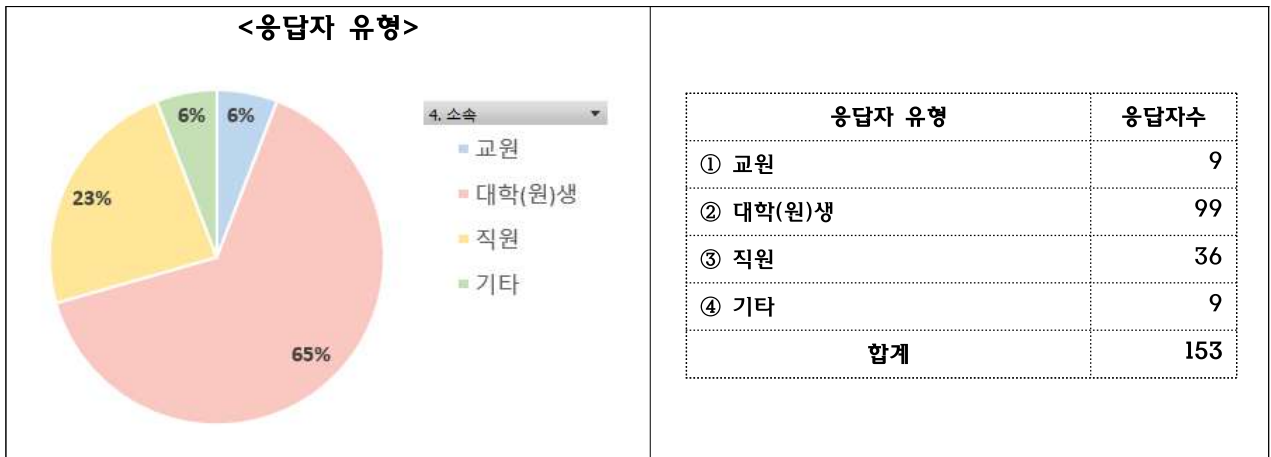 <응답자 유형>
6%
6%
23%
65%
4. 소속
교원
대학(원)생
직원
기타
응답자 유형 응답자수
① 교원 9
② 대학(원)생 99
③ 직원 36
④ 기타 9
합계 153